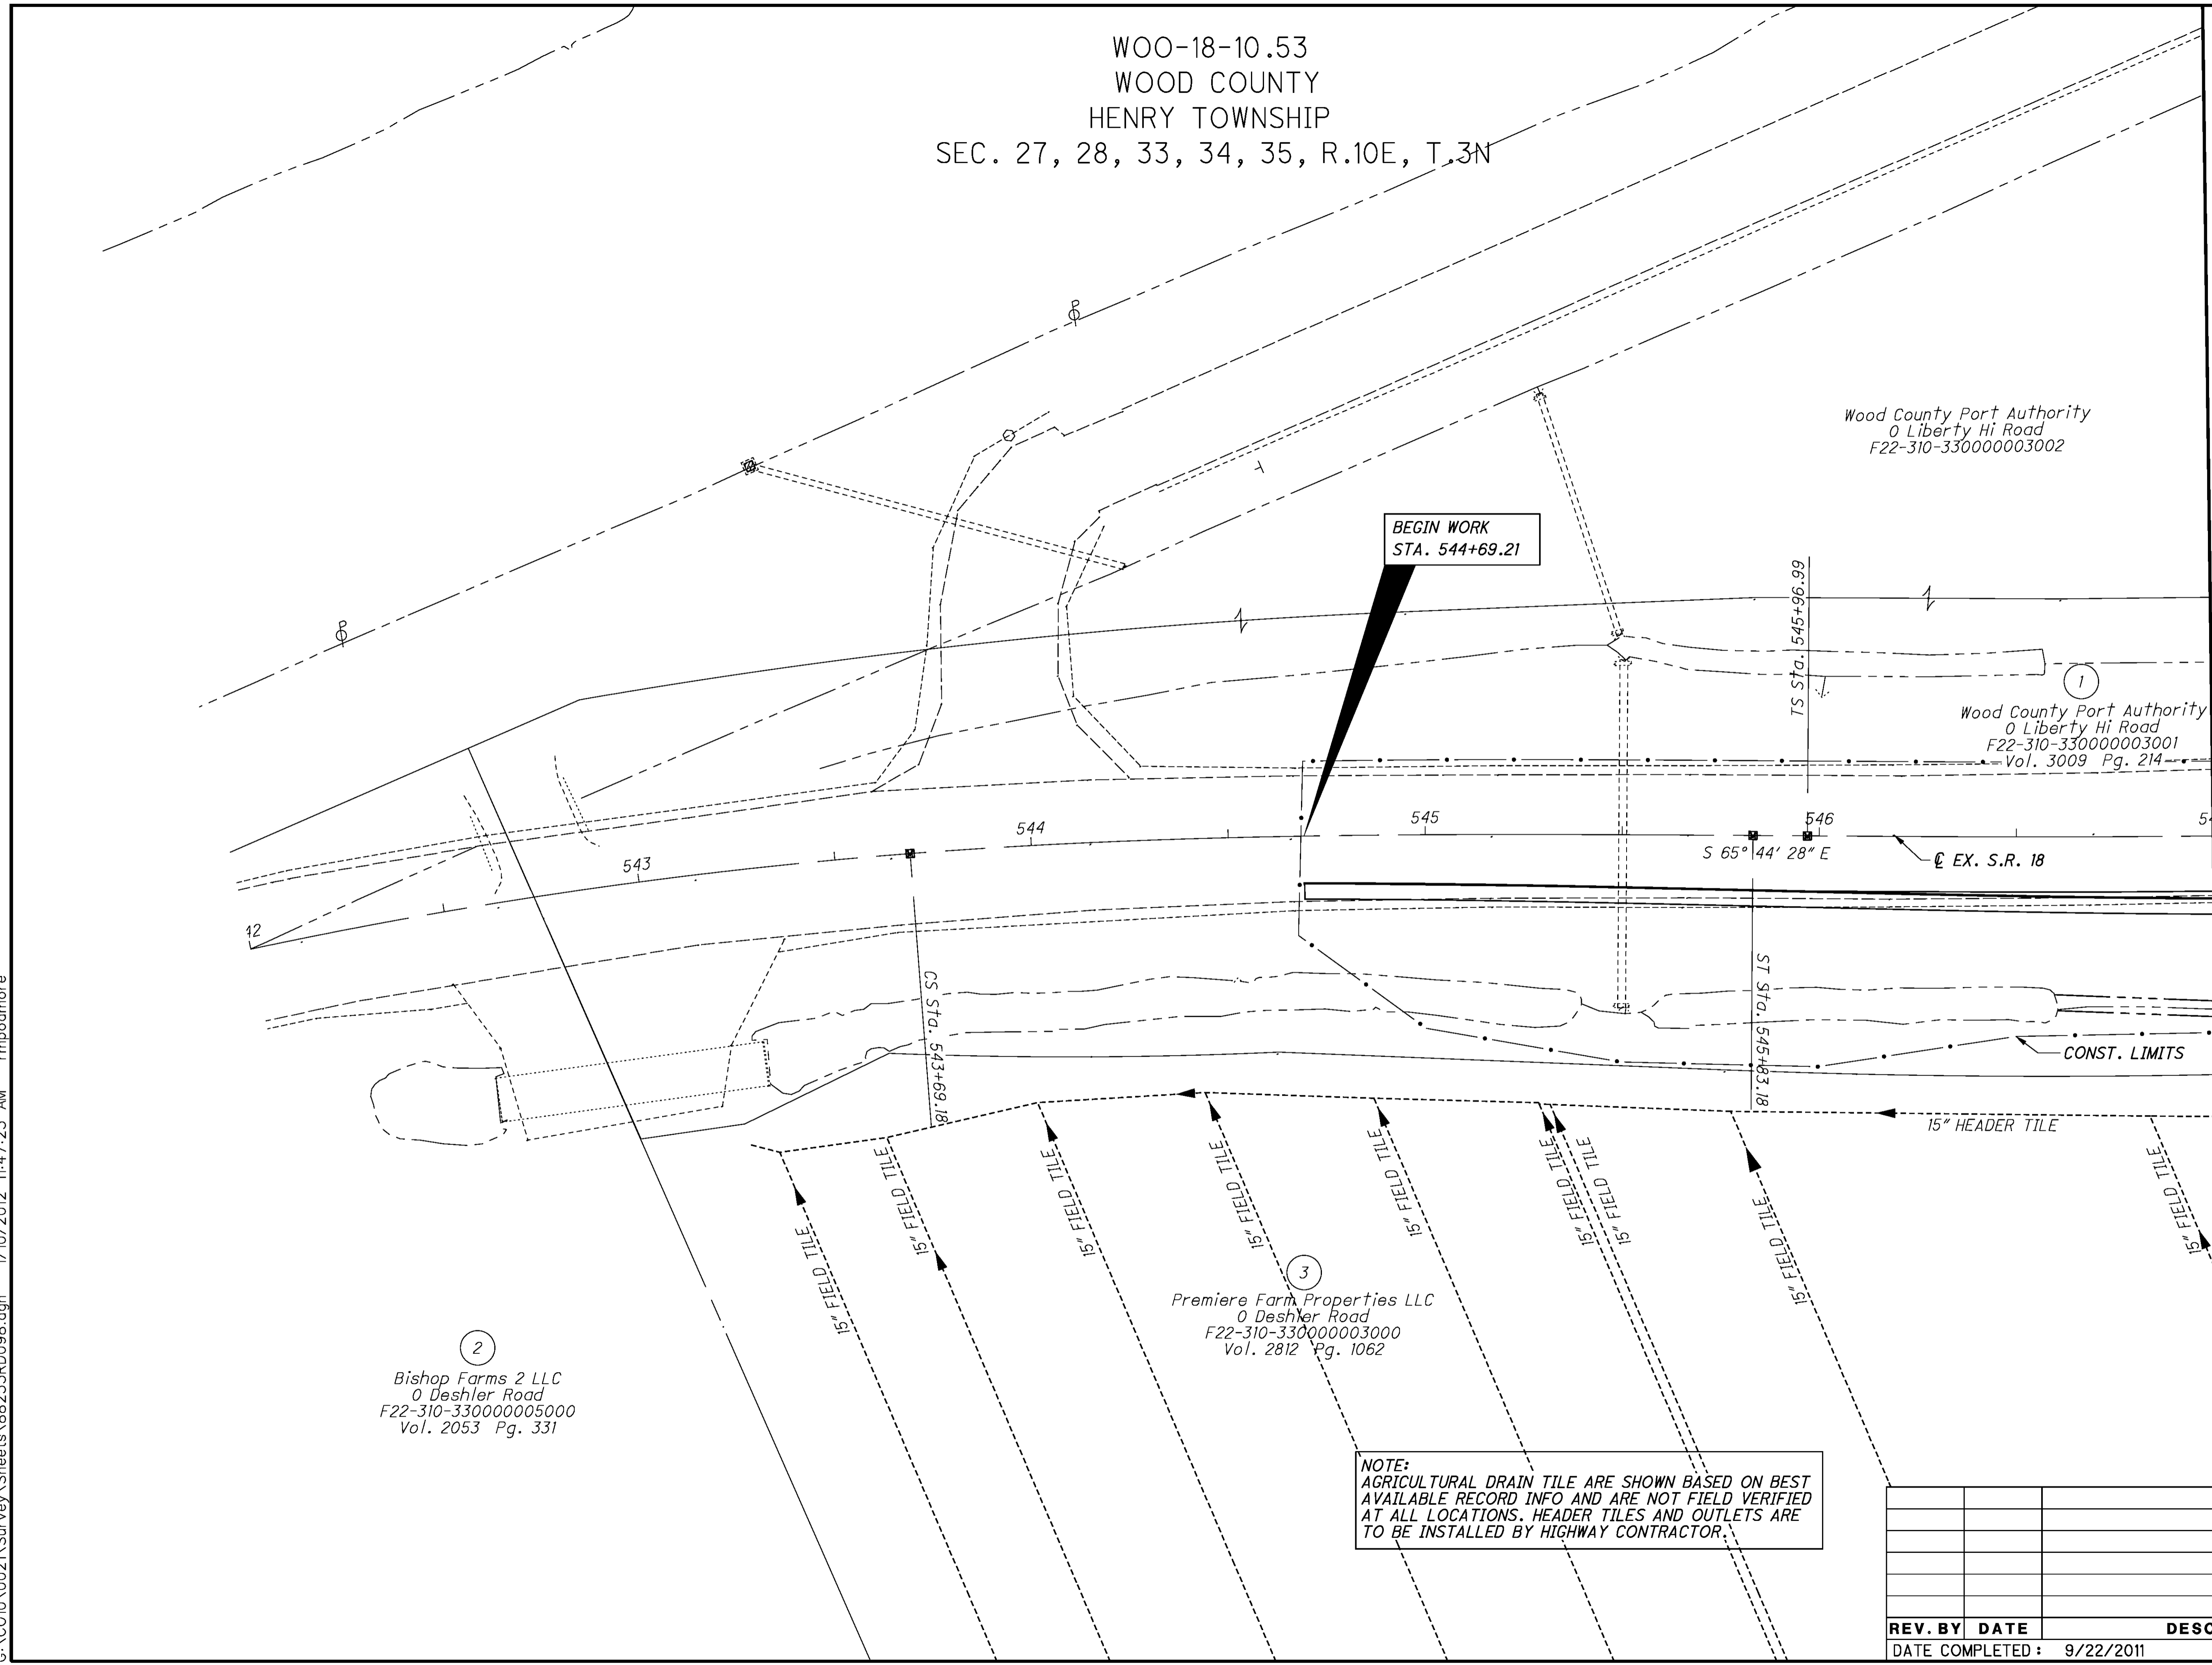 WOO-18-10.53
WOOD COUNTY
HENRY TOWNSHIP
SEC. 27, 28, 33, 34, 35, R.10E, T.3N
Wood County Port Authority
0 Liberty Hi Road
F22-310-330000003002
BEGIN WORK
STA. 544+69.21
TS Sta. 545+96.99
1
Wood County Port Authority
0 Liberty Hi Road
F22-310-330000003001
Vol. 3009 Pg. 214
543
544
545
546
S 65° 44' 28" E
℄ EX. S.R. 18
CS Sta. 543+69.18
ST Sta. 545+83.18
CONST. LIMITS
15" HEADER TILE
15" FIELD TILE
15" FIELD TILE
15" FIELD TILE
15" FIELD TILE
15" FIELD TILE
15" FIELD TILE
15" FIELD TILE
15" FIELD TILE
15" FIELD TILE
3
Premiere Farm Properties LLC
0 Deshler Road
F22-310-330000003000
Vol. 2812 Pg. 1062
2
Bishop Farms 2 LLC
0 Deshler Road
F22-310-330000005000
Vol. 2053 Pg. 331
NOTE:
AGRICULTURAL DRAIN TILE ARE SHOWN BASED ON BEST
AVAILABLE RECORD INFO AND ARE NOT FIELD VERIFIED
AT ALL LOCATIONS. HEADER TILES AND OUTLETS ARE
TO BE INSTALLED BY HIGHWAY CONTRACTOR.
REV. BY DATE DESC
DATE COMPLETED: 9/22/2011